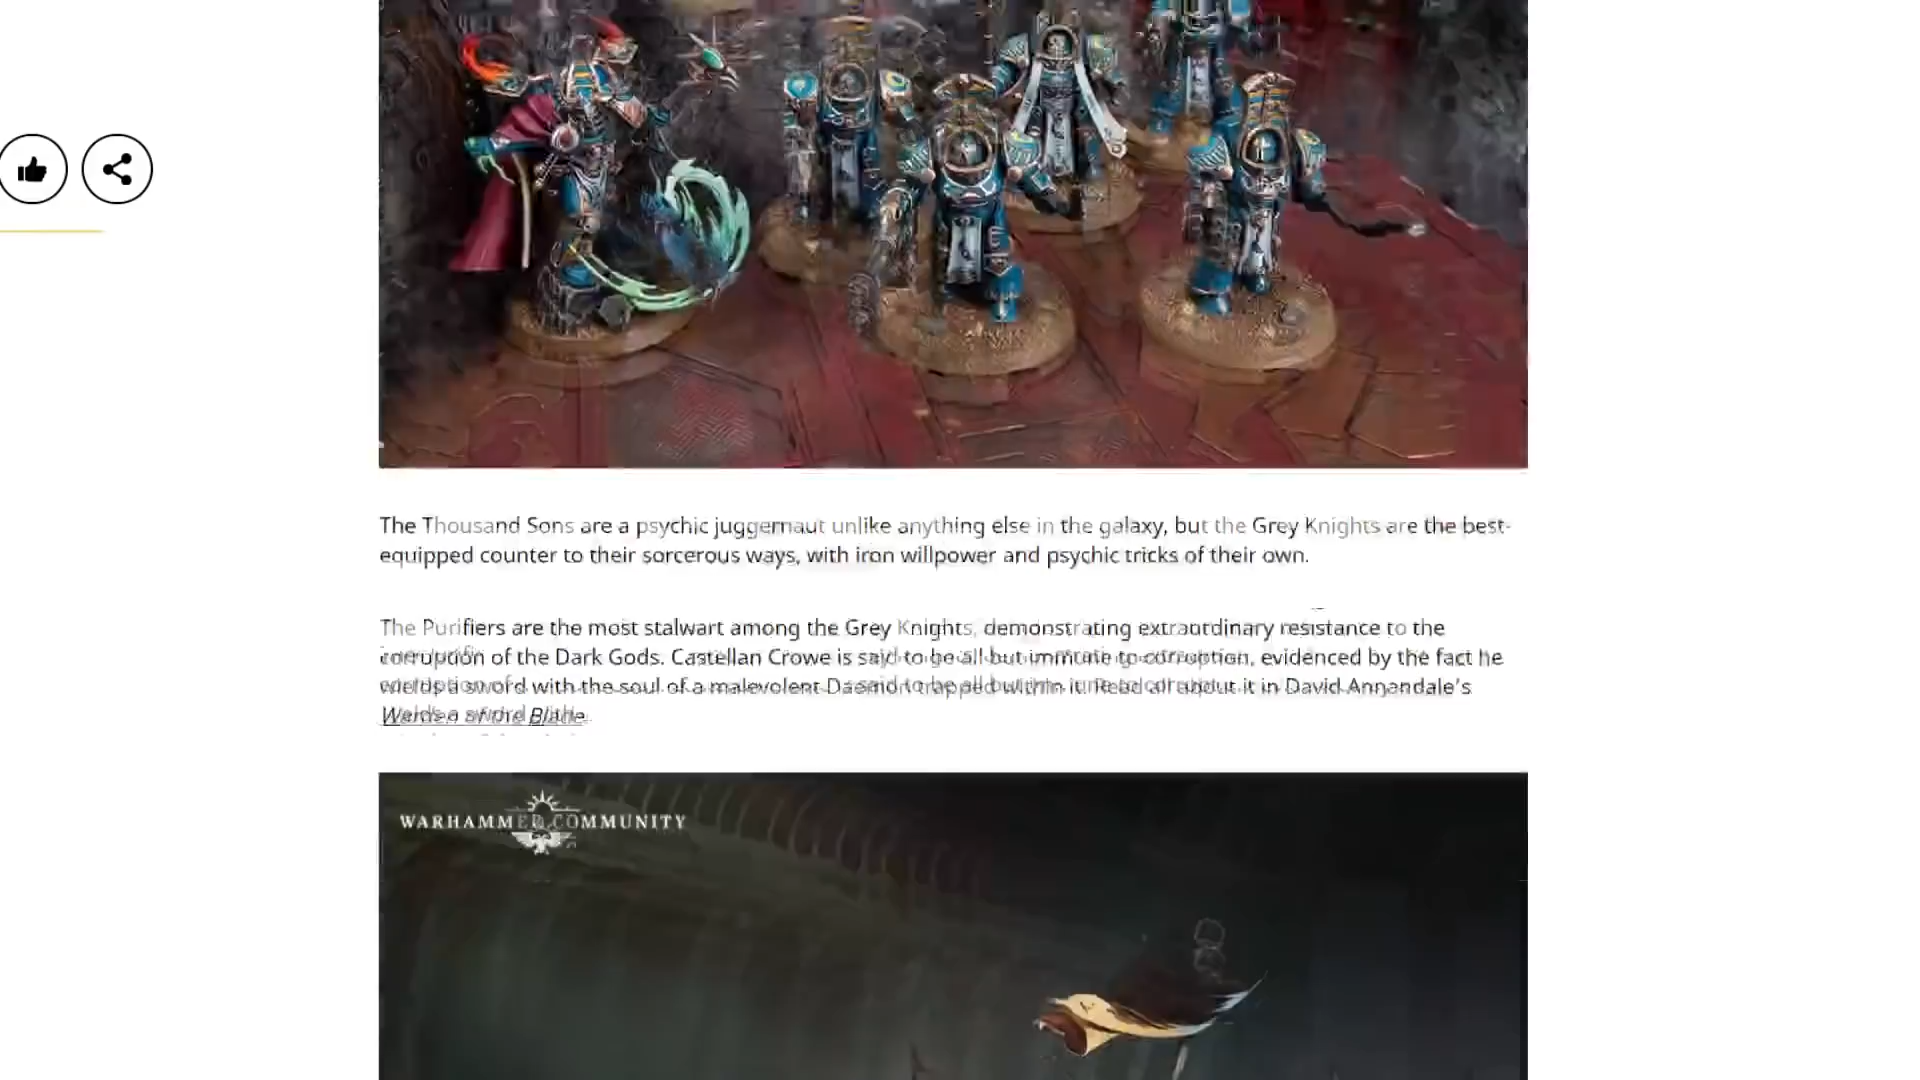 The Thousand Sons are a psychic juggernaut unlike anything else in the galaxy, but the Grey Knights are the best-
equipped counter to their sorcerous ways, with iron willpower and psychic tricks of their own.
The Purifiers are the most stalwart among the Grey Knights, demonstrating extraordinary resistance to the
corruption of the Dark Gods. Castellan Crowe is said to be all but immune to corruption, evidenced by the fact he
wields a sword with the soul of a malevolent Daemon trapped within it. Read all about it in David Annandale's
Warden of the Blade.
WARHAMMER COMMUNITY